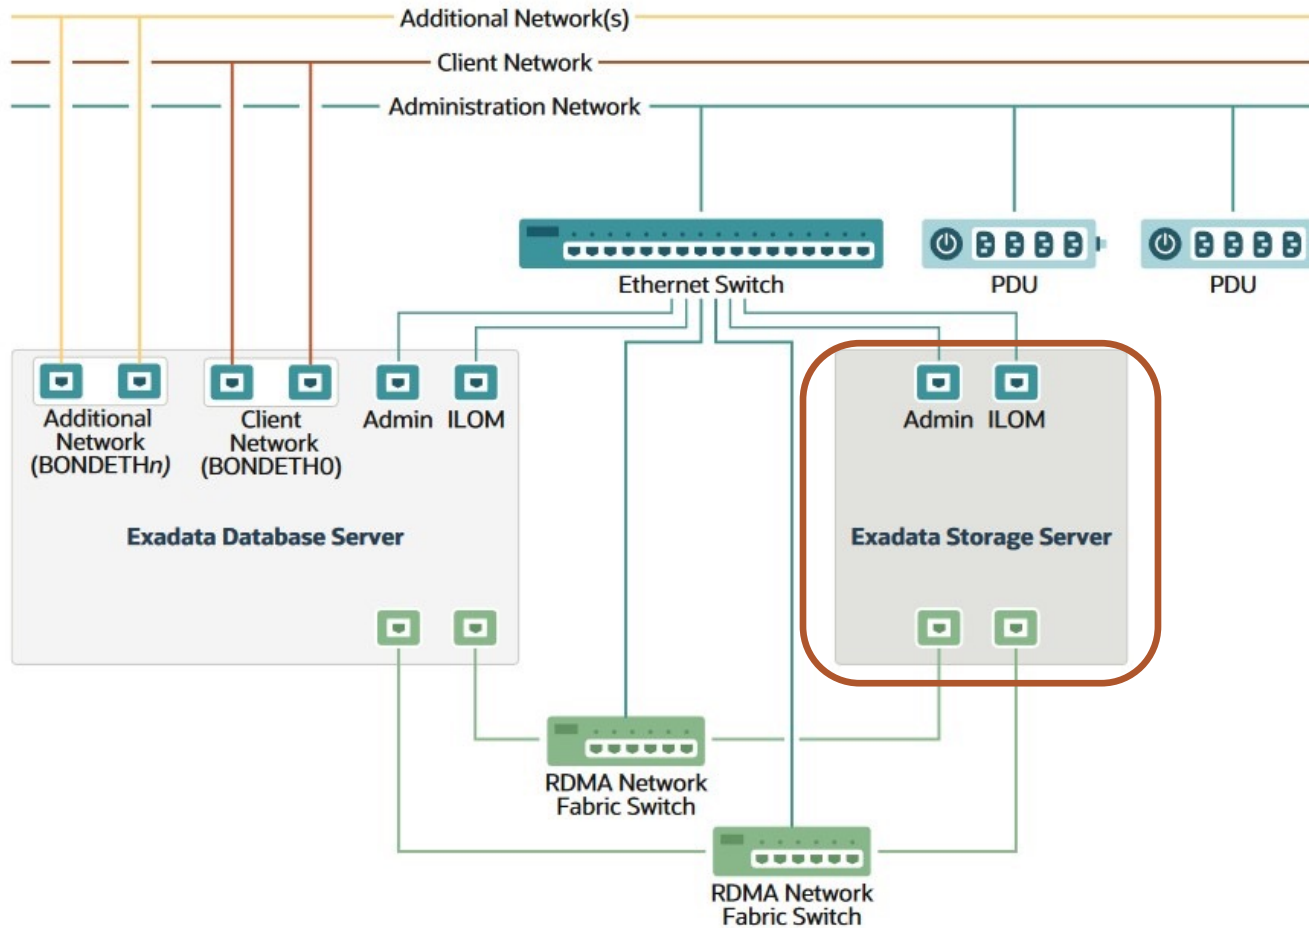 Additional Network(s)
Client Network
Administration Network
Ethernet Switch
PDU
PDU
Additional
Network
(BONDETHn)
Client
Network
(BONDETH0)
Admin
ILOM
Admin
ILOM
Exadata Database Server
Exadata Storage Server
RDMA Network
Fabric Switch
RDMA Network
Fabric Switch